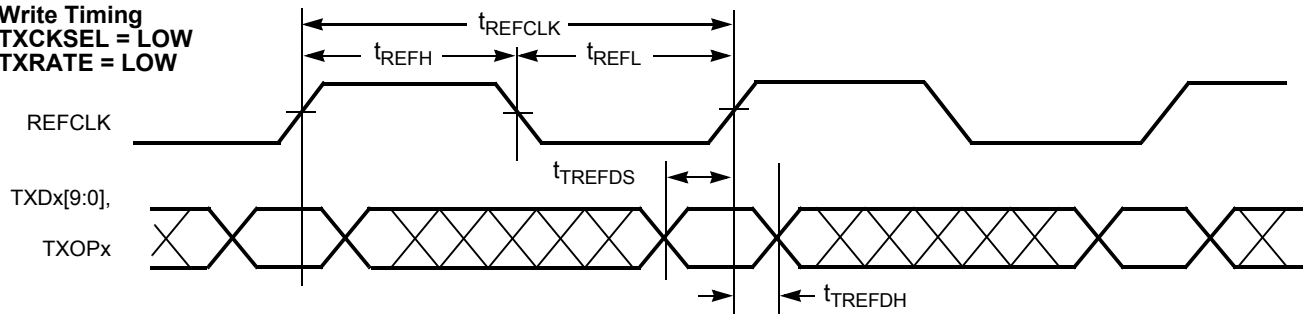 Write Timing
TXCKSEL = LOW
TXRATE = LOW
tREFCLK
tREFH
tREFL
REFCLK
tTREFDS
TXDx[9:0],
TXOPx
tTREFDH